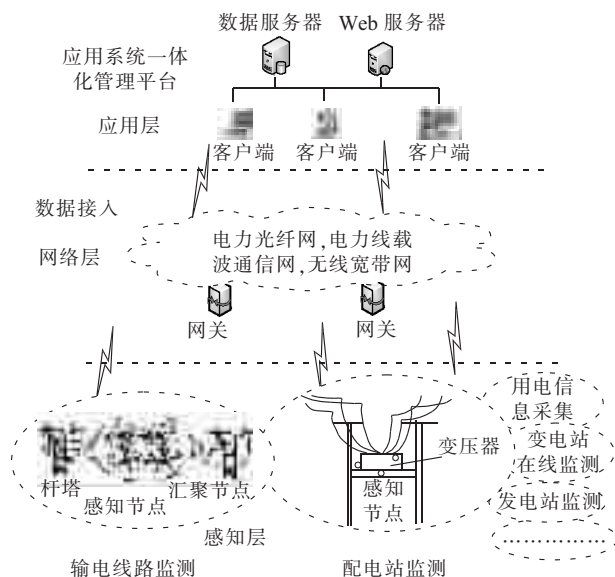 数据服务器 Web 服务器
应用系统一体
化管理平台
应用层
客户端 客户端 客户端
数据接入
网络层
电力光纤网,电力线载
波通信网,无线宽带网
网关 网关
用电信
息采集
变压器
变电站
在线监测
杆塔 汇聚节点
感知节点
感知
节点
发电站监测
……………
感知层
输电线路监测 配电站监测